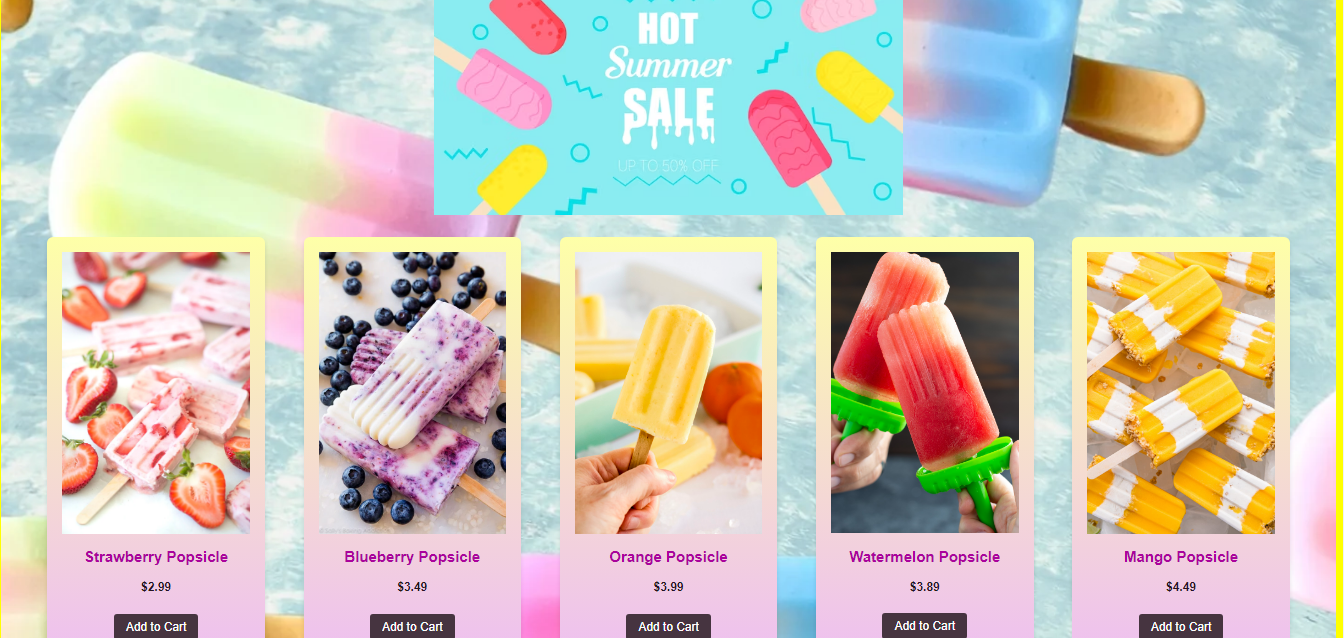 HOT
Summer
SALE
UP TO 50% OFF
Strawberry Popsicle
Blueberry Popsicle
Orange Popsicle
Watermelon Popsicle
Mango Popsicle
$2.99
$3.49
$3.99
$3.89
$4.49
Add to Cart
Add to Cart
Add to Cart
Add to Cart
Add to Cart